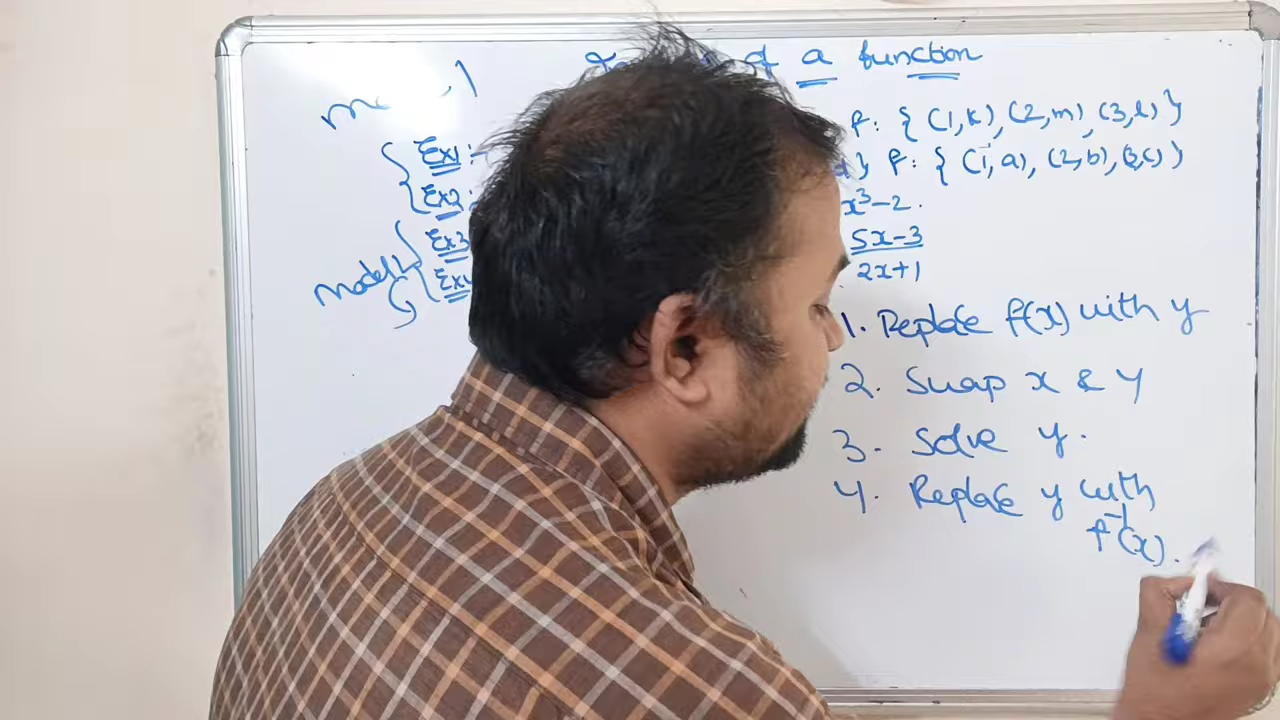 of a function
Ex1:- f: { (1,k), (2,m), (3,l) }
Ex2: } f: { (1,a), (2,b), (3,c) }
Ex3 x³-2.
model Ex4 5x-3
2x+1
1. Replace f(x) with y
2. Swap x & y
3. Solve y.
4. Replace y with
f⁻¹(x).